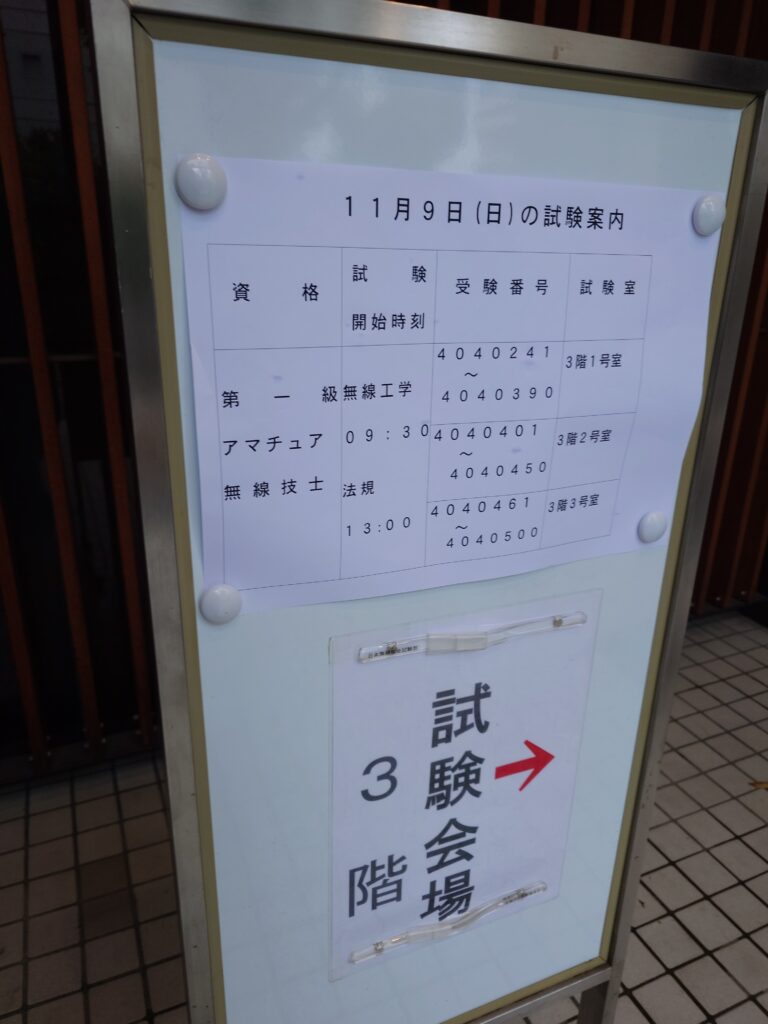 11月9日(日)の試験案内
資格 試験 受験番号 試験室
開始時刻
第一級 無線工学 4040241 3階1号室
～
4040390
アマチュア 09:30 4040401 3階2号室
～
4040450
無線技士 法規 4040461 3階3号室
13:00 ～
4040500
試験会場
→
3階